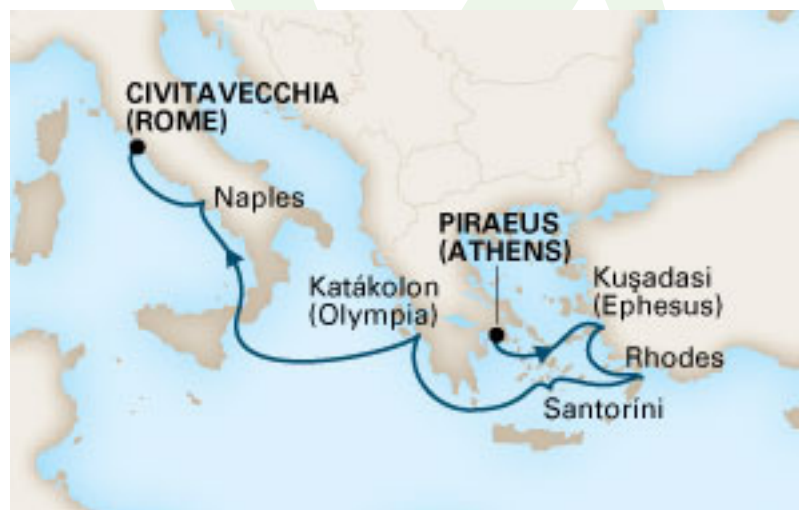 CIVITAVECCHIA
(ROME)
Naples
PIRAEUS
(ATHENS)
Katákolon
(Olympia)
Kuşadasi
(Ephesus)
Rhodes
Santoríni